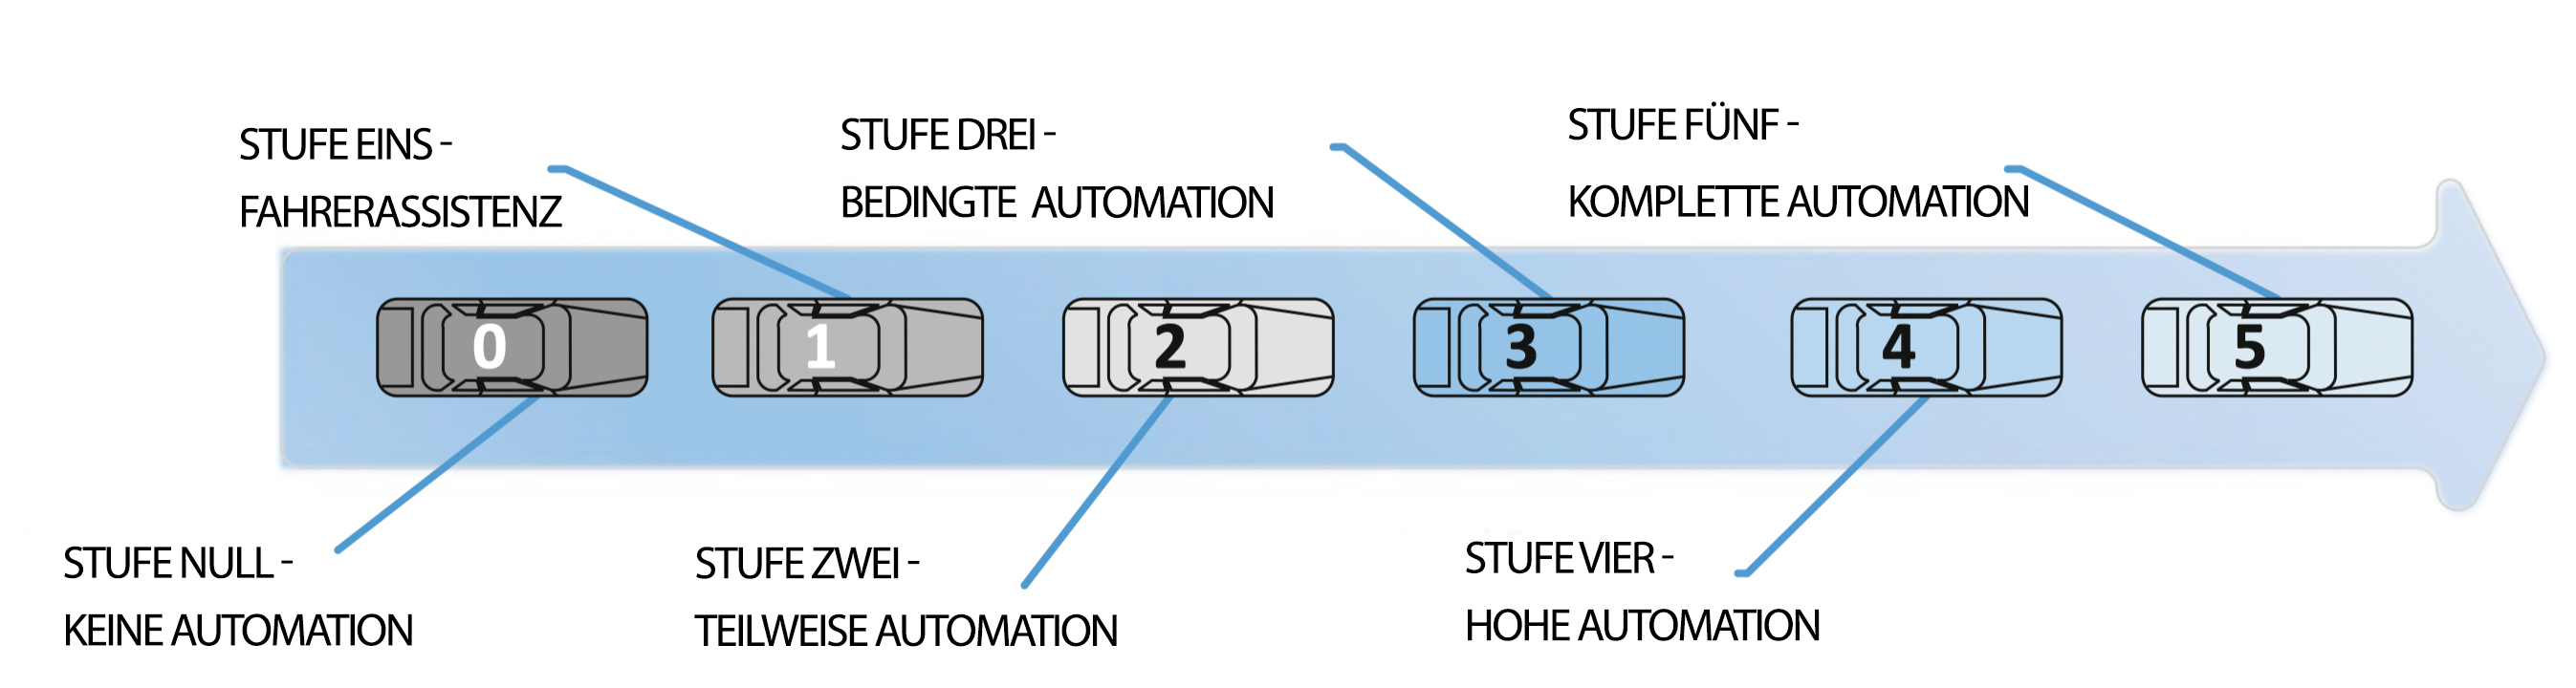 STUFE EINS -
FAHRERASSISTENZ
STUFE DREI -
BEDINGTE AUTOMATION
STUFE FÜNF -
KOMPLETTE AUTOMATION
0
1
2
3
4
5
STUFE NULL -
KEINE AUTOMATION
STUFE ZWEI -
TEILWEISE AUTOMATION
STUFE VIER -
HOHE AUTOMATION